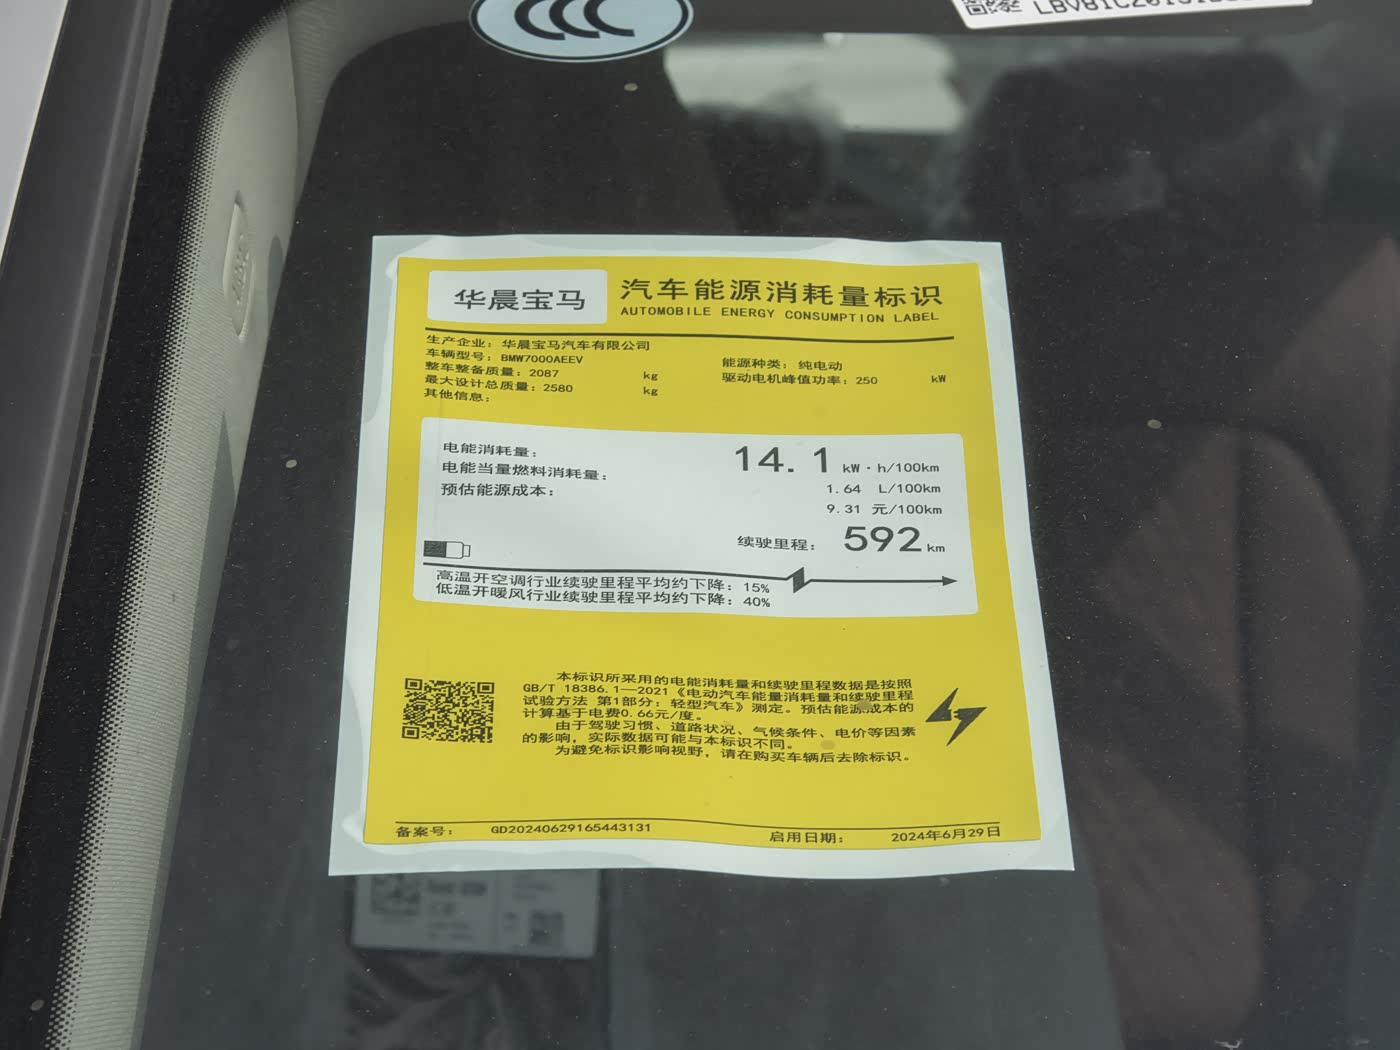 华晨宝马
汽车能源消耗量标识
AUTOMOBILE ENERGY CONSUMPTION LABEL
生产企业：华晨宝马汽车有限公司
车辆型号：BMW7000AEEV
能源种类：纯电动
整车整备质量：2087 kg
驱动电机峰值功率：250 kW
最大设计总质量：2580 kg
其他信息：
电能消耗量： 14.1 kW·h/100km
电能当量燃料消耗量： 1.64 L/100km
预估能源成本： 9.31 元/100km
续驶里程： 592 km
高温开空调行业续驶里程平均约下降：15%
低温开暖风行业续驶里程平均约下降：40%
本标识所采用的电能消耗量和续驶里程数据是按照
GB/T 18386.1—2021《电动汽车能量消耗量和续驶里程
试验方法 第1部分：轻型汽车》测定。预估能源成本的
计算基于电费0.66元/度。
由于驾驶习惯、道路状况、气候条件、电价等因素
的影响，实际数据可能与本标识不同。
为避免标识影响视野，请在购买车辆后去除标识。
备案号： GD20240629165443131
启用日期： 2024年6月29日